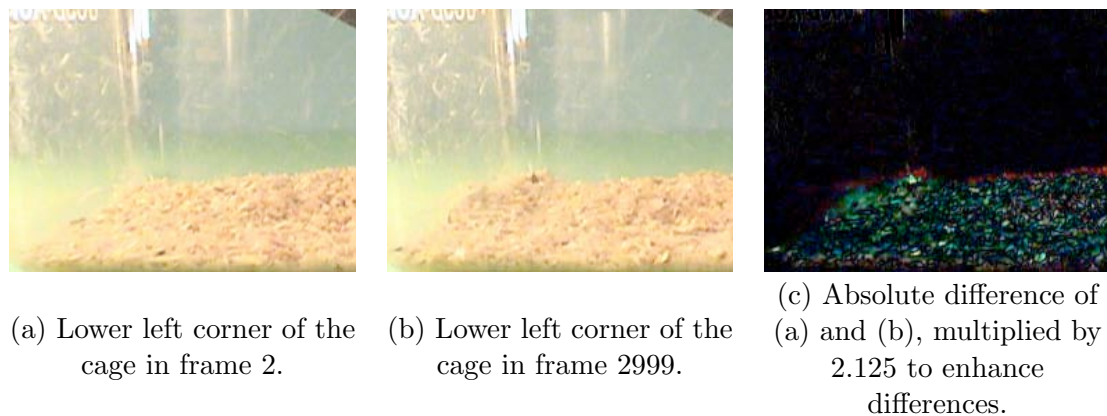 (a) Lower left corner of the
cage in frame 2.
(b) Lower left corner of the
cage in frame 2999.
(c) Absolute difference of
(a) and (b), multiplied by
2.125 to enhance
differences.